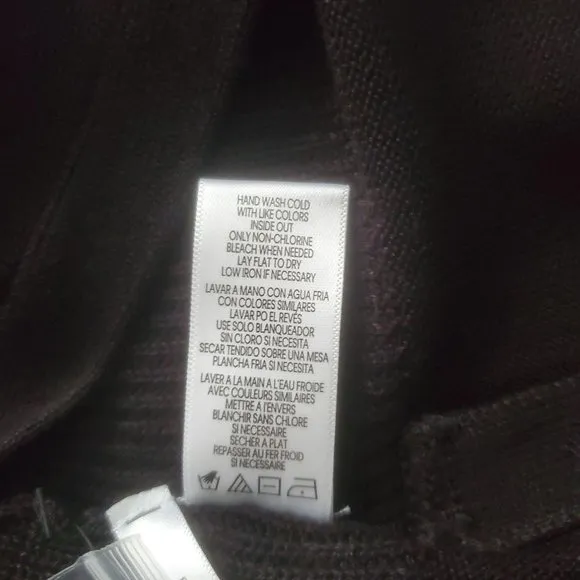 HAND WASH COLD
WITH LIKE COLORS
INSIDE OUT
ONLY NON-CHLORINE
BLEACH WHEN NEEDED
LAY FLAT TO DRY
LOW IRON IF NECESSARY
LAVAR A MANO CON AGUA FRIA
CON COLORES SIMILARES
LAVAR PO EL REVÉS
USE SOLO BLANQUEADOR
SIN CLORO SI NECESITA
SECAR TENDIDO SOBRE UNA MESA
PLANCHA FRIA SI NECESITA
LAVER A LA MAIN A L'EAU FROIDE
AVEC COULEURS SIMILAIRES
METTRE A L'ENVERS
BLANCHIR SANS CHLORE
SI NECESSAIRE
SECHER A PLAT
REPASSER AU FER FROID
SI NECESSAIRE